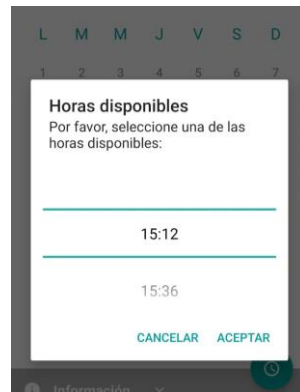 L M M J V S D
1 2 3 4 5 6 7
Horas disponibles
Por favor, seleccione una de las
horas disponibles:
15:12
15:36
CANCELAR ACEPTAR
Información